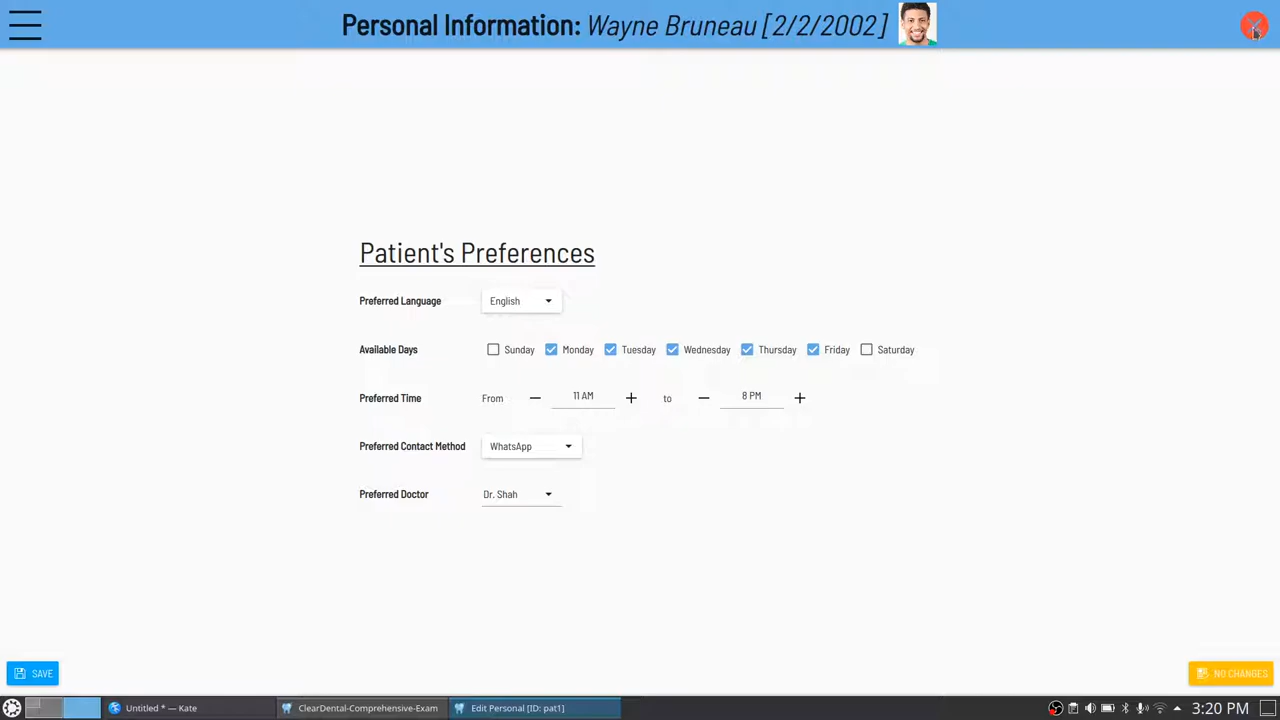 Personal Information: Wayne Bruneau [2/2/2002]
Patient's Preferences
Preferred Language English
Available Days Sunday Monday Tuesday Wednesday Thursday Friday Saturday
Preferred Time From 11 AM to 8 PM
Preferred Contact Method WhatsApp
Preferred Doctor Dr. Shah
SAVE NO CHANGES
Untitled * — Kate ClearDental-Comprehensive-Exam Edit Personal [ID: pat1] 3:20 PM